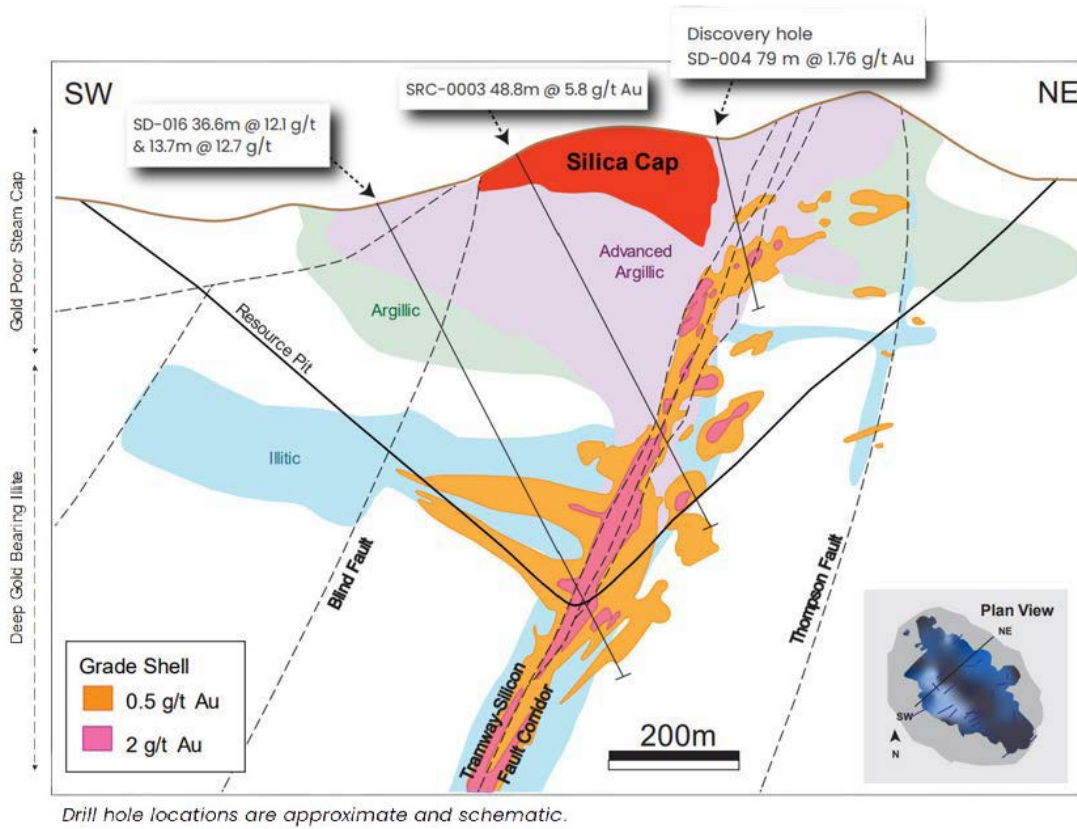 Discovery hole
SD-004 79 m @ 1.76 g/t Au
SW
SRC-0003 48.8m @ 5.8 g/t Au
NE
SD-016 36.6m @ 12.1 g/t
& 13.7m @ 12.7 g/t
Silica Cap
Gold Poor Steam Cap
Advanced
Argillic
Argillic
Resource Pit
Illitic
Deep Gold Bearing Illite
Blind Fault
Thompson Fault
Tramway-Silicon
Fault Corridor
Grade Shell
0.5 g/t Au
2 g/t Au
200m
Plan View
NE
SW
N
Drill hole locations are approximate and schematic.